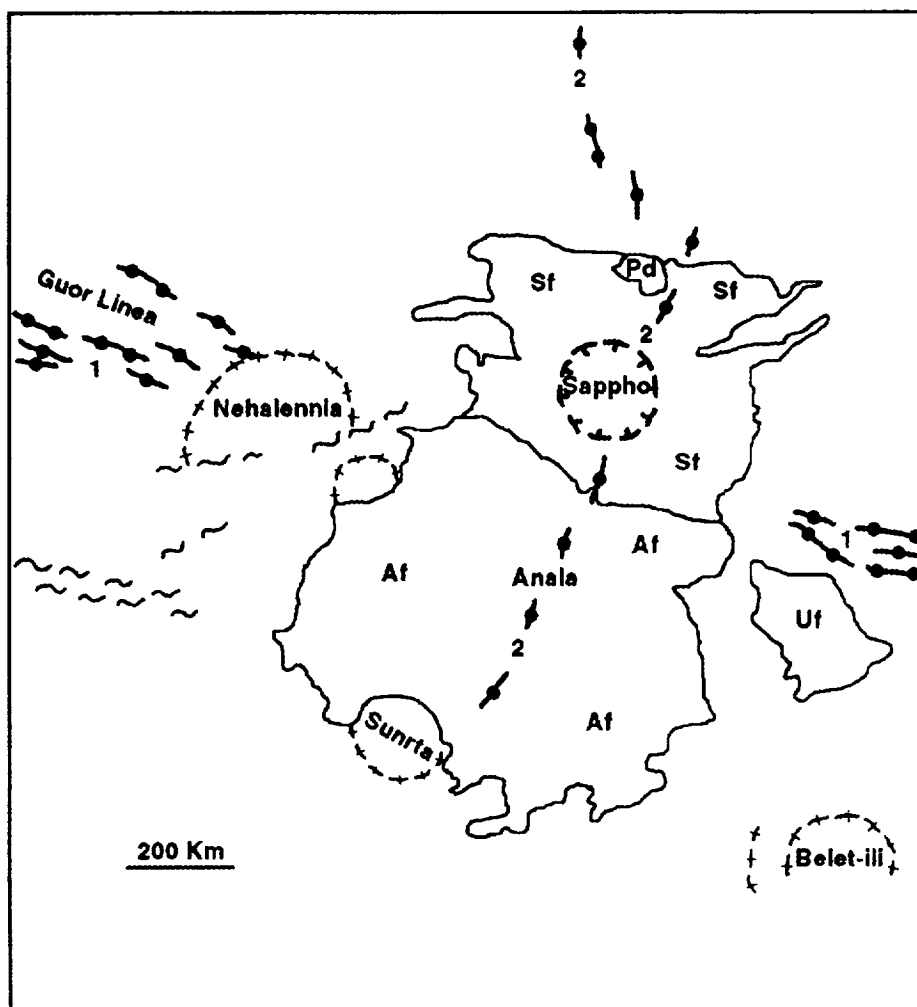 2
Pd
Sf
Sf
Guor Linea
1
2
Sappho
Nehalennia
Sf
1
Af
Af
Anala
Uf
2
Af
Sunrta
200 Km
Belet-ili